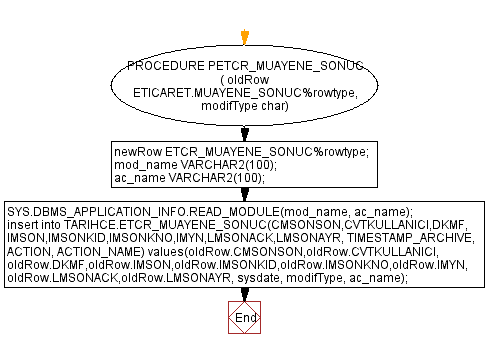 PROCEDURE PETCR_MUAYENE_SONUC
( oldRow
ETICARET.MUAYENE_SONUC%rowtype,
modifType char)
newRow ETCR_MUAYENE_SONUC%rowtype;
mod_name VARCHAR2(100);
ac_name VARCHAR2(100);
SYS.DBMS_APPLICATION_INFO.READ_MODULE(mod_name, ac_name);
insert into TARIHCE.ETCR_MUAYENE_SONUC(CMSONSON,CVTKULLANICI,DKMF,
IMSON,IMSONKID,IMSONKNO,IMYN,LMSONACK,LMSONAYR, TIMESTAMP_ARCHIVE,
ACTION, ACTION_NAME) values(oldRow.CMSONSON,oldRow.CVTKULLANICI,
oldRow.DKMF,oldRow.IMSON,oldRow.IMSONKID,oldRow.IMSONKNO,oldRow.IMYN,
oldRow.LMSONACK,oldRow.LMSONAYR, sysdate, modifType, ac_name);
End